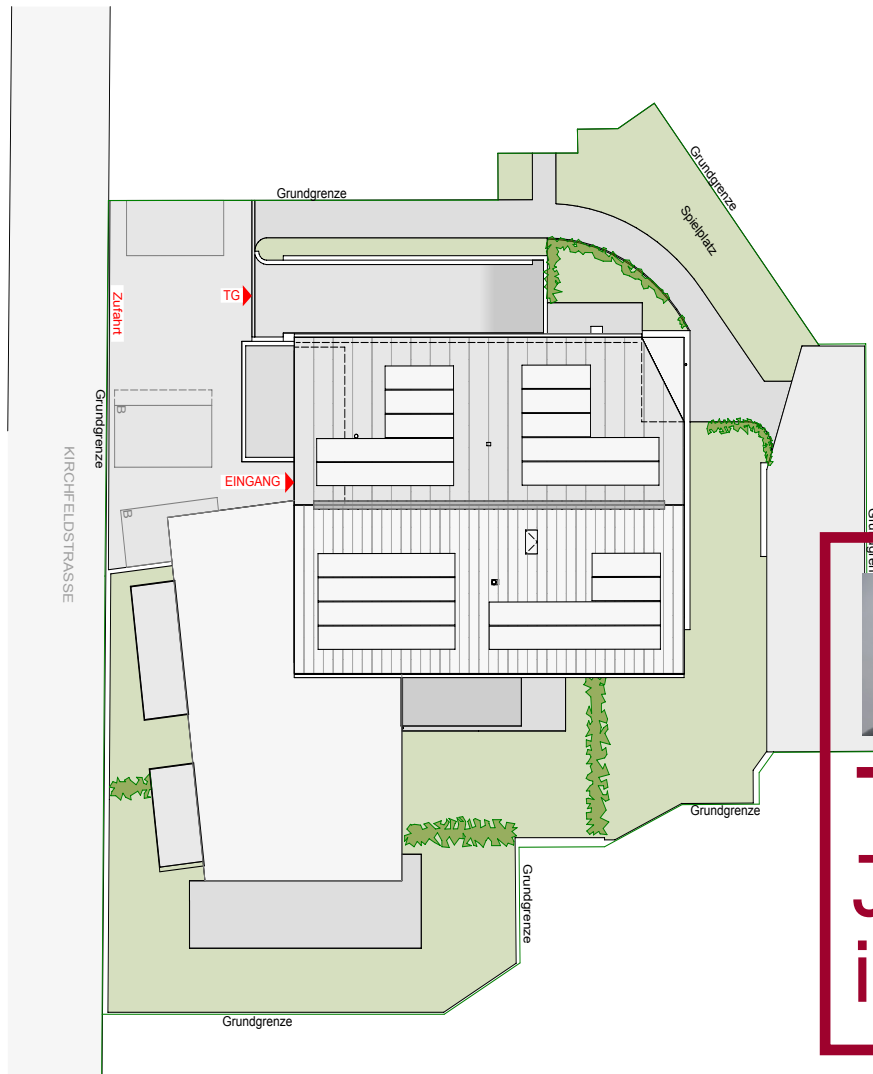 Grundgrenze
Grundgrenze
Spielplatz
TG
Zufahrt
Grundgrenze
B
KIRCHFELDSTRASSE
EINGANG
B
Grundgrenze
Grundgrenze
Grundgrenze